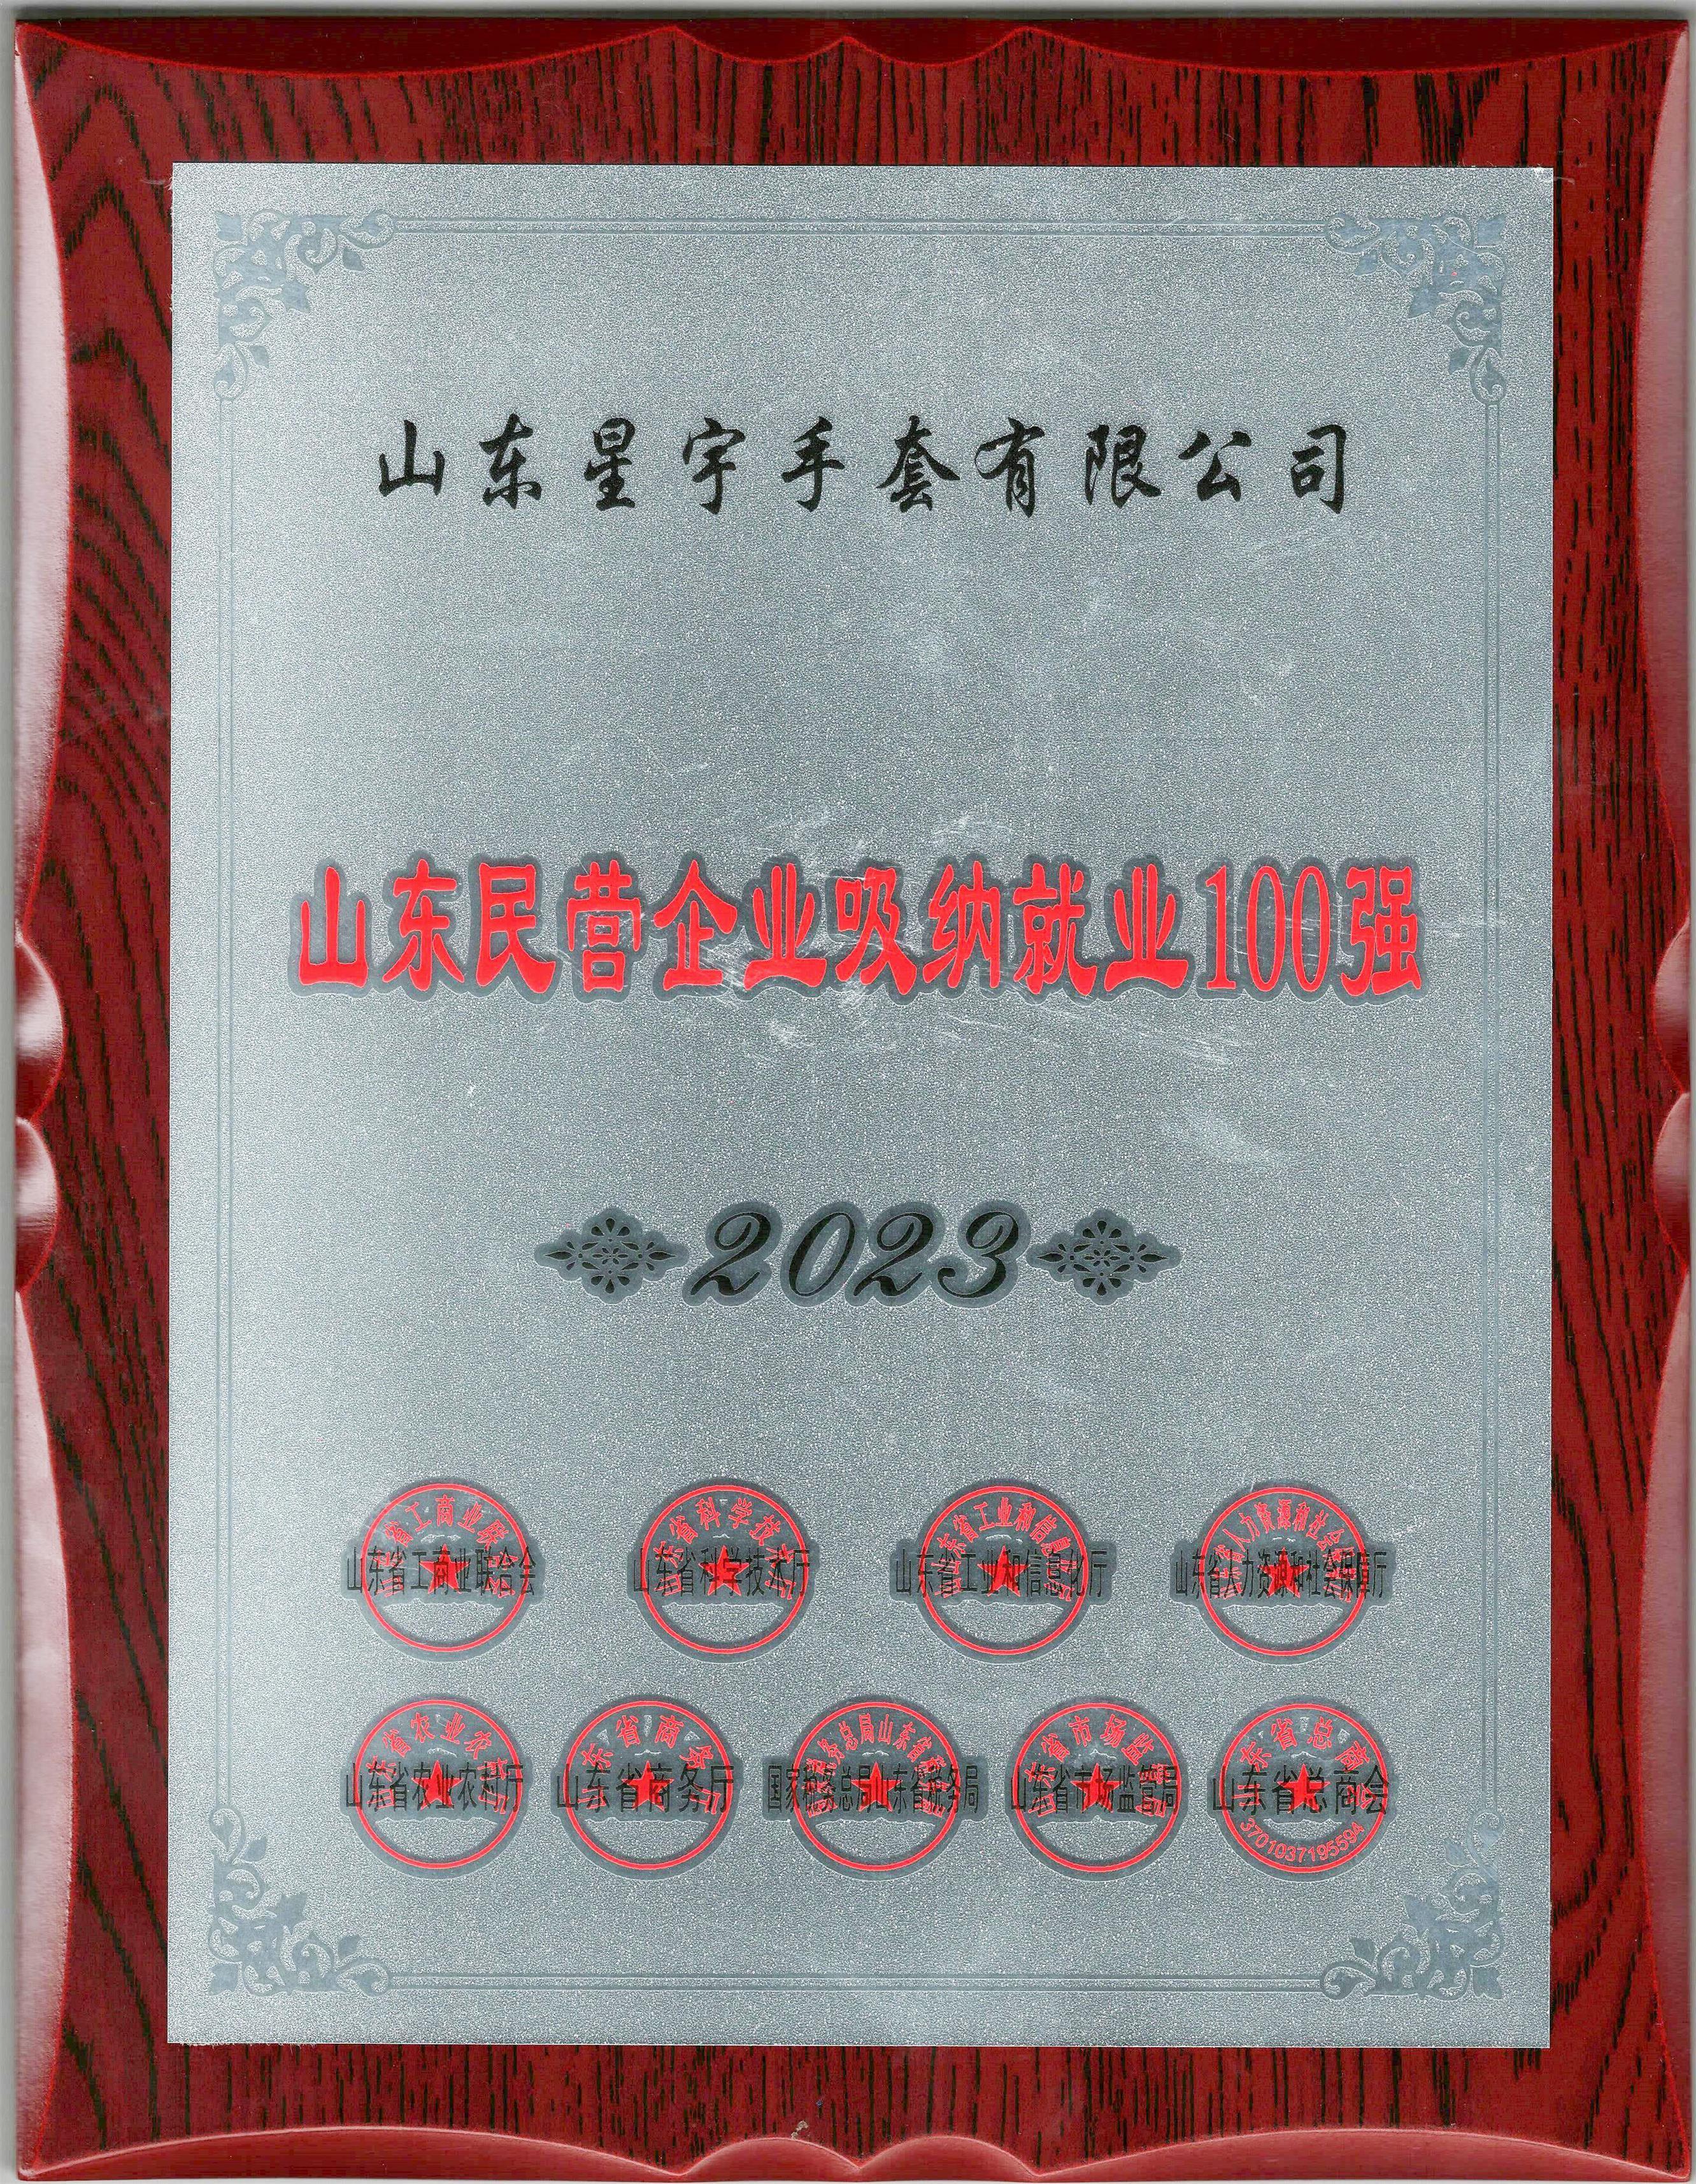 山东星宇手套有限公司
山东民营企业吸纳就业100强
2023
山东省工商业联合会 山东省科学技术厅 山东省工业和信息化厅 山东省人力资源和社会保障厅
山东省农业农村厅 山东省商务厅 国家税务总局山东省税务局 山东省市场监管局 山东省总商会
3701037195594